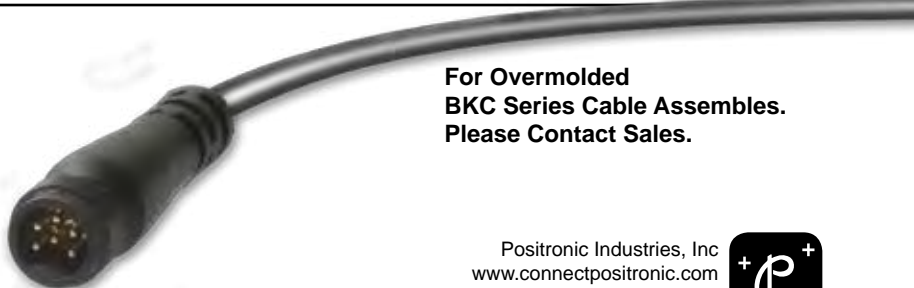 For Overmolded
BKC Series Cable Assembles.
Please Contact Sales.
Positronic Industries, Inc
www.connectpositronic.com
+ p +